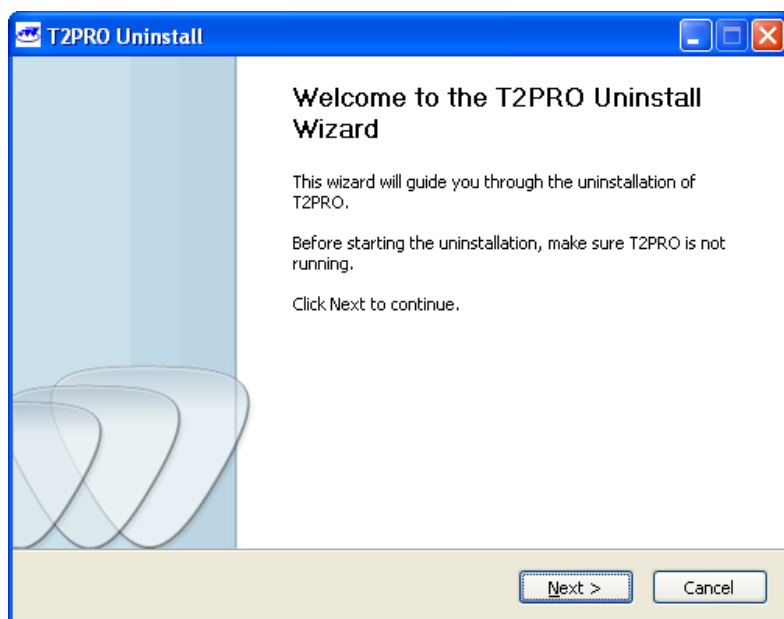 T2PRO Uninstall
Welcome to the T2PRO Uninstall
Wizard
This wizard will guide you through the uninstallation of
T2PRO.
Before starting the uninstallation, make sure T2PRO is not
running.
Click Next to continue.
Next >
Cancel